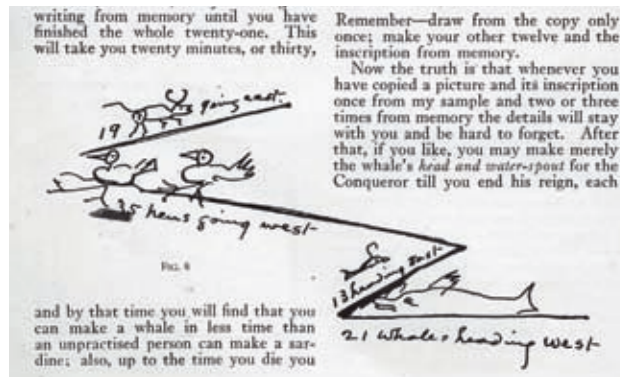 writing from memory until you have
finished the whole twenty-one. This
will take you twenty minutes, or thirty,
19 going east
35 hens going west
FIG. 6
and by that time you will find that you
can make a whale in less time than
an unpractised person can make a sar-
dine; also, up to the time you die you
Remember—draw from the copy only
once; make your other twelve and the
inscription from memory.
Now the truth is that whenever you
have copied a picture and its inscription
once from my sample and two or three
times from memory the details will stay
with you and be hard to forget. After
that, if you like, you may make merely
the whale's head and water-spout for the
Conqueror till you end his reign, each
13 heading east
21 whales heading west